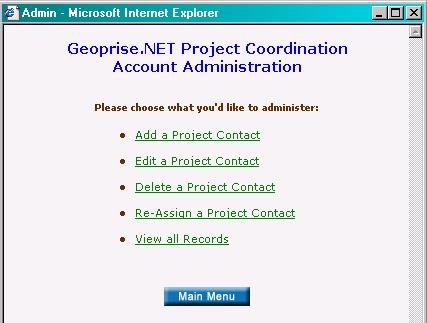 Admin - Microsoft Internet Explorer
Geoprise.NET Project Coordination
Account Administration
Please choose what you'd like to administer:
Add a Project Contact
Edit a Project Contact
Delete a Project Contact
Re-Assign a Project Contact
View all Records
Main Menu